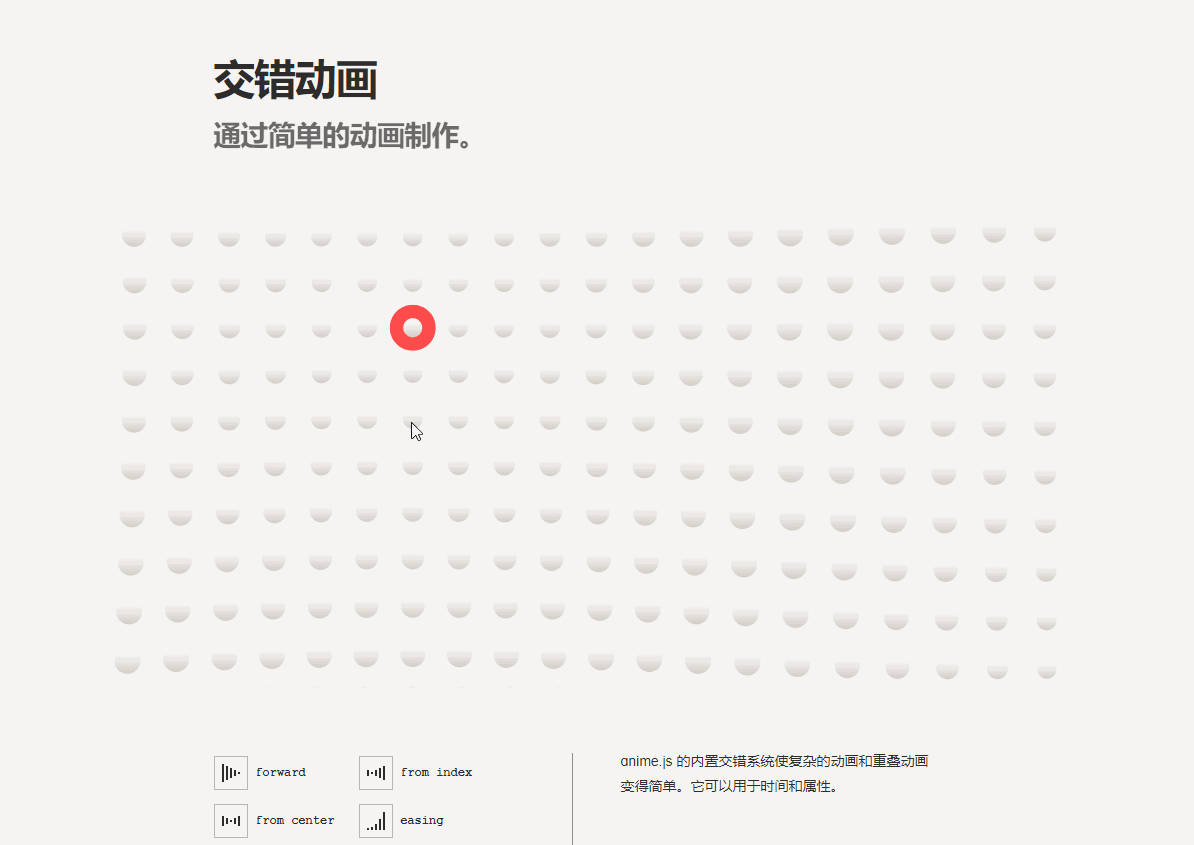 交错动画
通过简单的动画制作。
forward
from index
from center
easing
anime.js 的内置交错系统使复杂的动画和重叠动画
变得简单。它可以用于时间和属性。